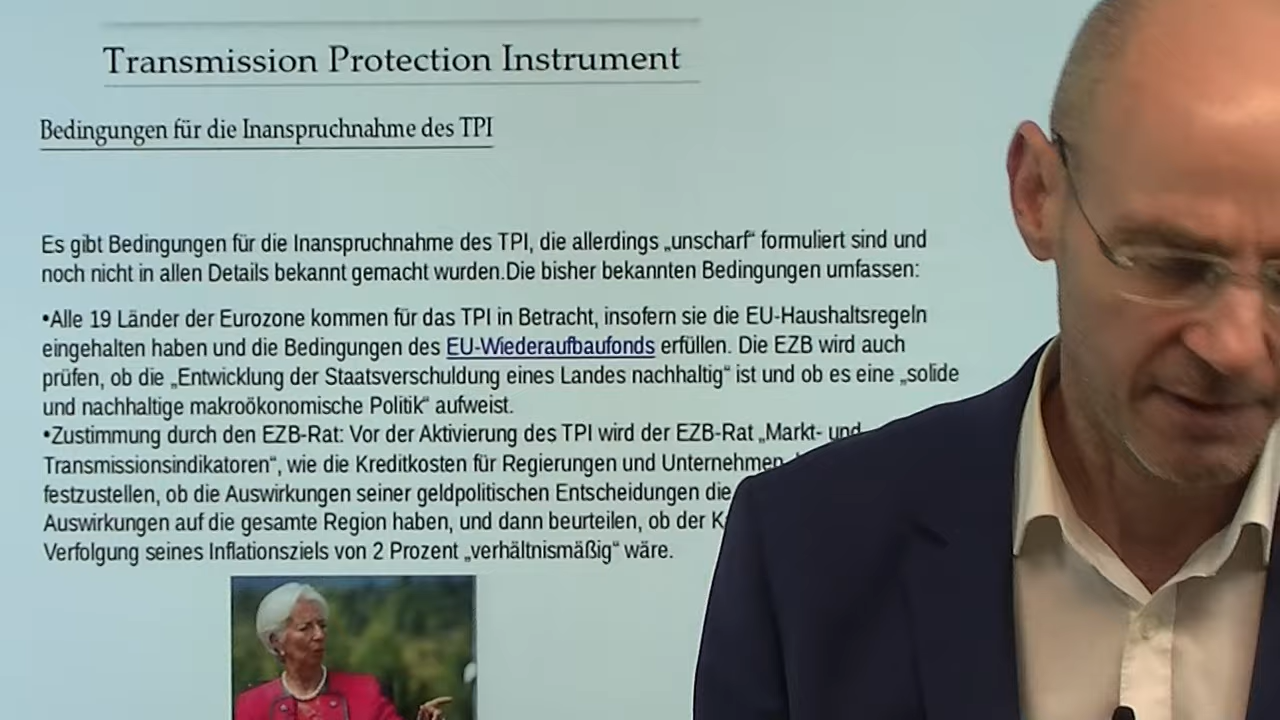 Transmission Protection Instrument
Bedingungen für die Inanspruchnahme des TPI
Es gibt Bedingungen für die Inanspruchnahme des TPI, die allerdings „unscharf“ formuliert sind und
noch nicht in allen Details bekannt gemacht wurden.Die bisher bekannten Bedingungen umfassen:
•Alle 19 Länder der Eurozone kommen für das TPI in Betracht, insofern sie die EU-Haushaltsregeln
eingehalten haben und die Bedingungen des EU-Wiederaufbaufonds erfüllen. Die EZB wird auch
prüfen, ob die „Entwicklung der Staatsverschuldung eines Landes nachhaltig“ ist und ob es eine „solide
und nachhaltige makroökonomische Politik“ aufweist.
•Zustimmung durch den EZB-Rat: Vor der Aktivierung des TPI wird der EZB-Rat „Markt- und
Transmissionsindikatoren“, wie die Kreditkosten für Regierungen und Unternehmen
festzustellen, ob die Auswirkungen seiner geldpolitischen Entscheidungen die
Auswirkungen auf die gesamte Region haben, und dann beurteilen, ob der
Verfolgung seines Inflationsziels von 2 Prozent „verhältnismäßig“ wäre.